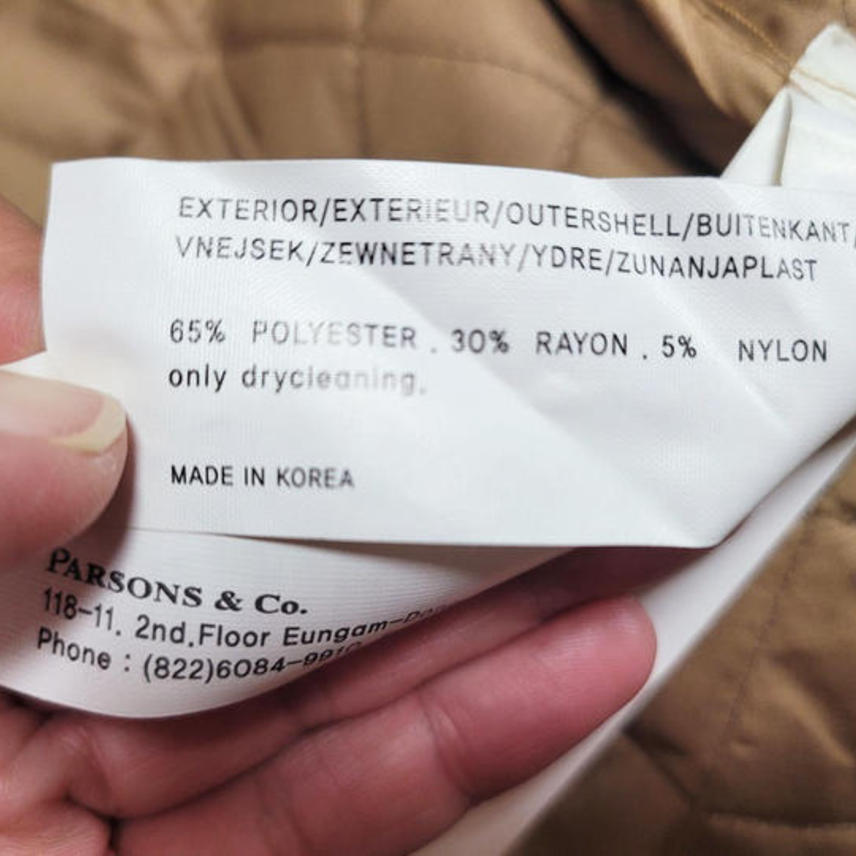 EXTERIOR/EXTERIEUR/OUTERSHELL/BUITENKANT/
VNEJSEK/ZEWNETRANY/YDRE/ZUNANJAPLAST
65% POLYESTER . 30% RAYON . 5% NYLON
only drycleaning.
MADE IN KOREA
PARSONS & Co.
118-11. 2nd.Floor Eungam-
Phone : (822)6084-